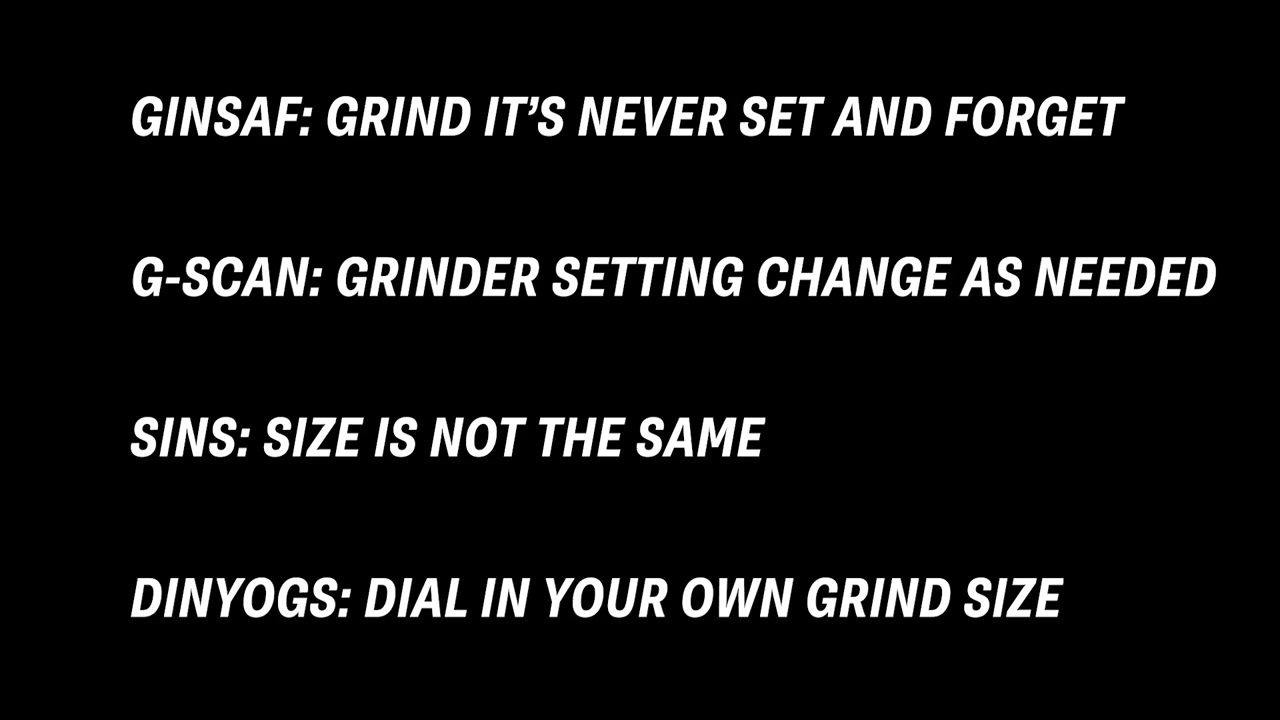 GINSAF: GRIND IT’S NEVER SET AND FORGET
G-SCAN: GRINDER SETTING CHANGE AS NEEDED
SINS: SIZE IS NOT THE SAME
DINYOGS: DIAL IN YOUR OWN GRIND SIZE